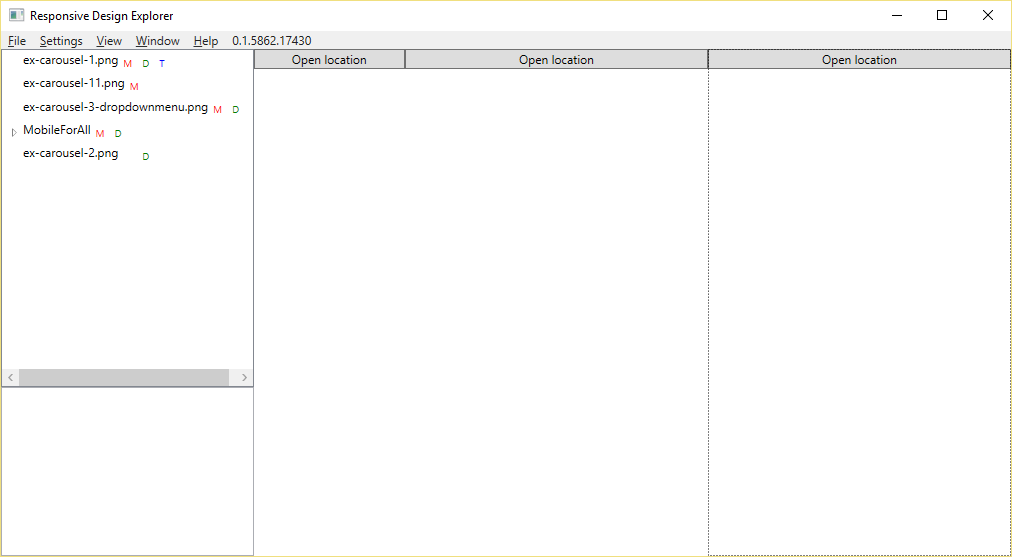 Responsive Design Explorer
File Settings View Window Help 0.1.5862.17430
Open location Open location Open location
ex-carousel-1.png M D T
ex-carousel-11.png M
ex-carousel-3-dropdownmenu.png M D
MobileForAll M D
ex-carousel-2.png D